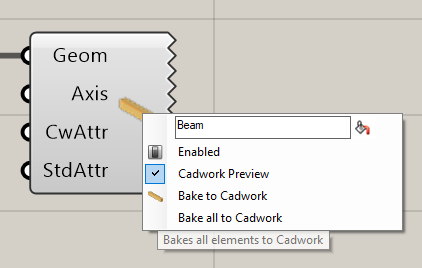 Geom
Axis
CwAttr
StdAttr
Beam
Enabled
Cadwork Preview
Bake to Cadwork
Bake all to Cadwork
Bakes all elements to Cadwork